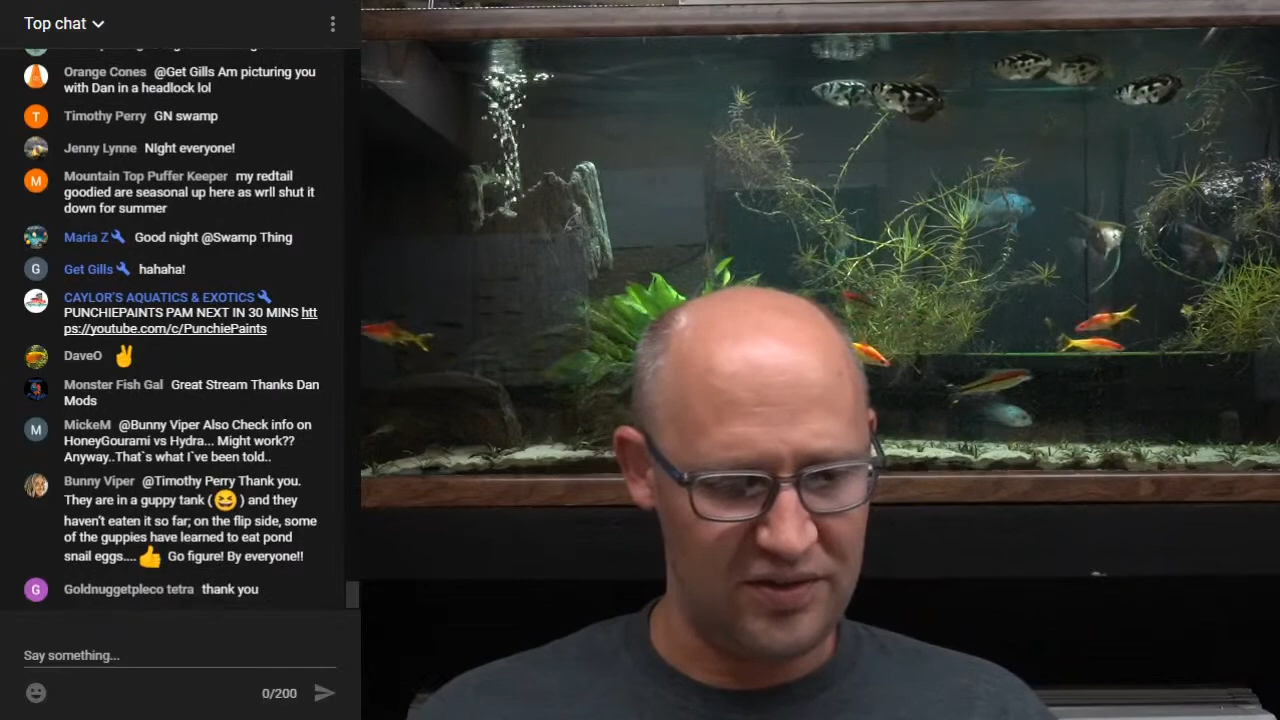 Top chat
Orange Cones @Get Gills Am picturing you
with Dan in a headlock lol
T Timothy Perry GN swamp
Jenny Lynne NIght everyone!
M Mountain Top Puffer Keeper my redtail
goodied are seasonal up here as wrll shut it
down for summer
Maria Z Good night @Swamp Thing
G Get Gills hahaha!
CAYLOR'S AQUATICS & EXOTICS
PUNCHIEPAINTS PAM NEXT IN 30 MINS htt
ps://youtube.com/c/PunchiePaints
DaveO ✌
Monster Fish Gal Great Stream Thanks Dan
Mods
M MickeM @Bunny Viper Also Check info on
HoneyGourami vs Hydra... Might work??
Anyway..That`s what I`ve been told..
Bunny Viper @Timothy Perry Thank you.
They are in a guppy tank (😆) and they
haven't eaten it so far; on the flip side, some
of the guppies have learned to eat pond
snail eggs.... 👍 Go figure! By everyone!!
G Goldnuggetpleco tetra thank you
Say something...
0/200